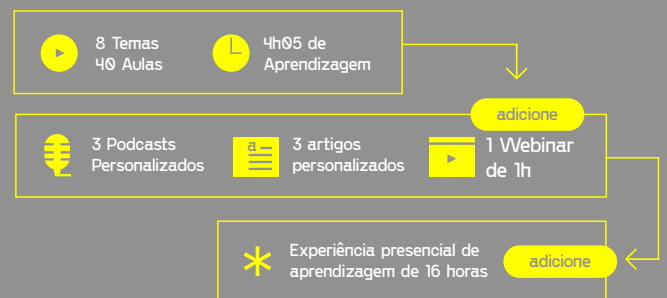 8 Temas
40 Aulas
4h05 de
Aprendizagem
adicione
3 Podcasts
Personalizados
a
3 artigos
personalizados
1 Webinar
de 1h
Experiência presencial de
aprendizagem de 16 horas
adicione